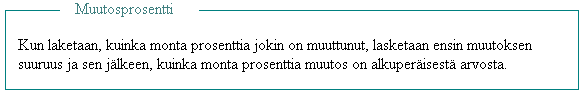 Muutosprosentti
Kun laketaan, kuinka monta prosenttia jokin on muuttunut, lasketaan ensin muutoksen
suuruus ja sen jälkeen, kuinka monta prosenttia muutos on alkuperäisestä arvosta.